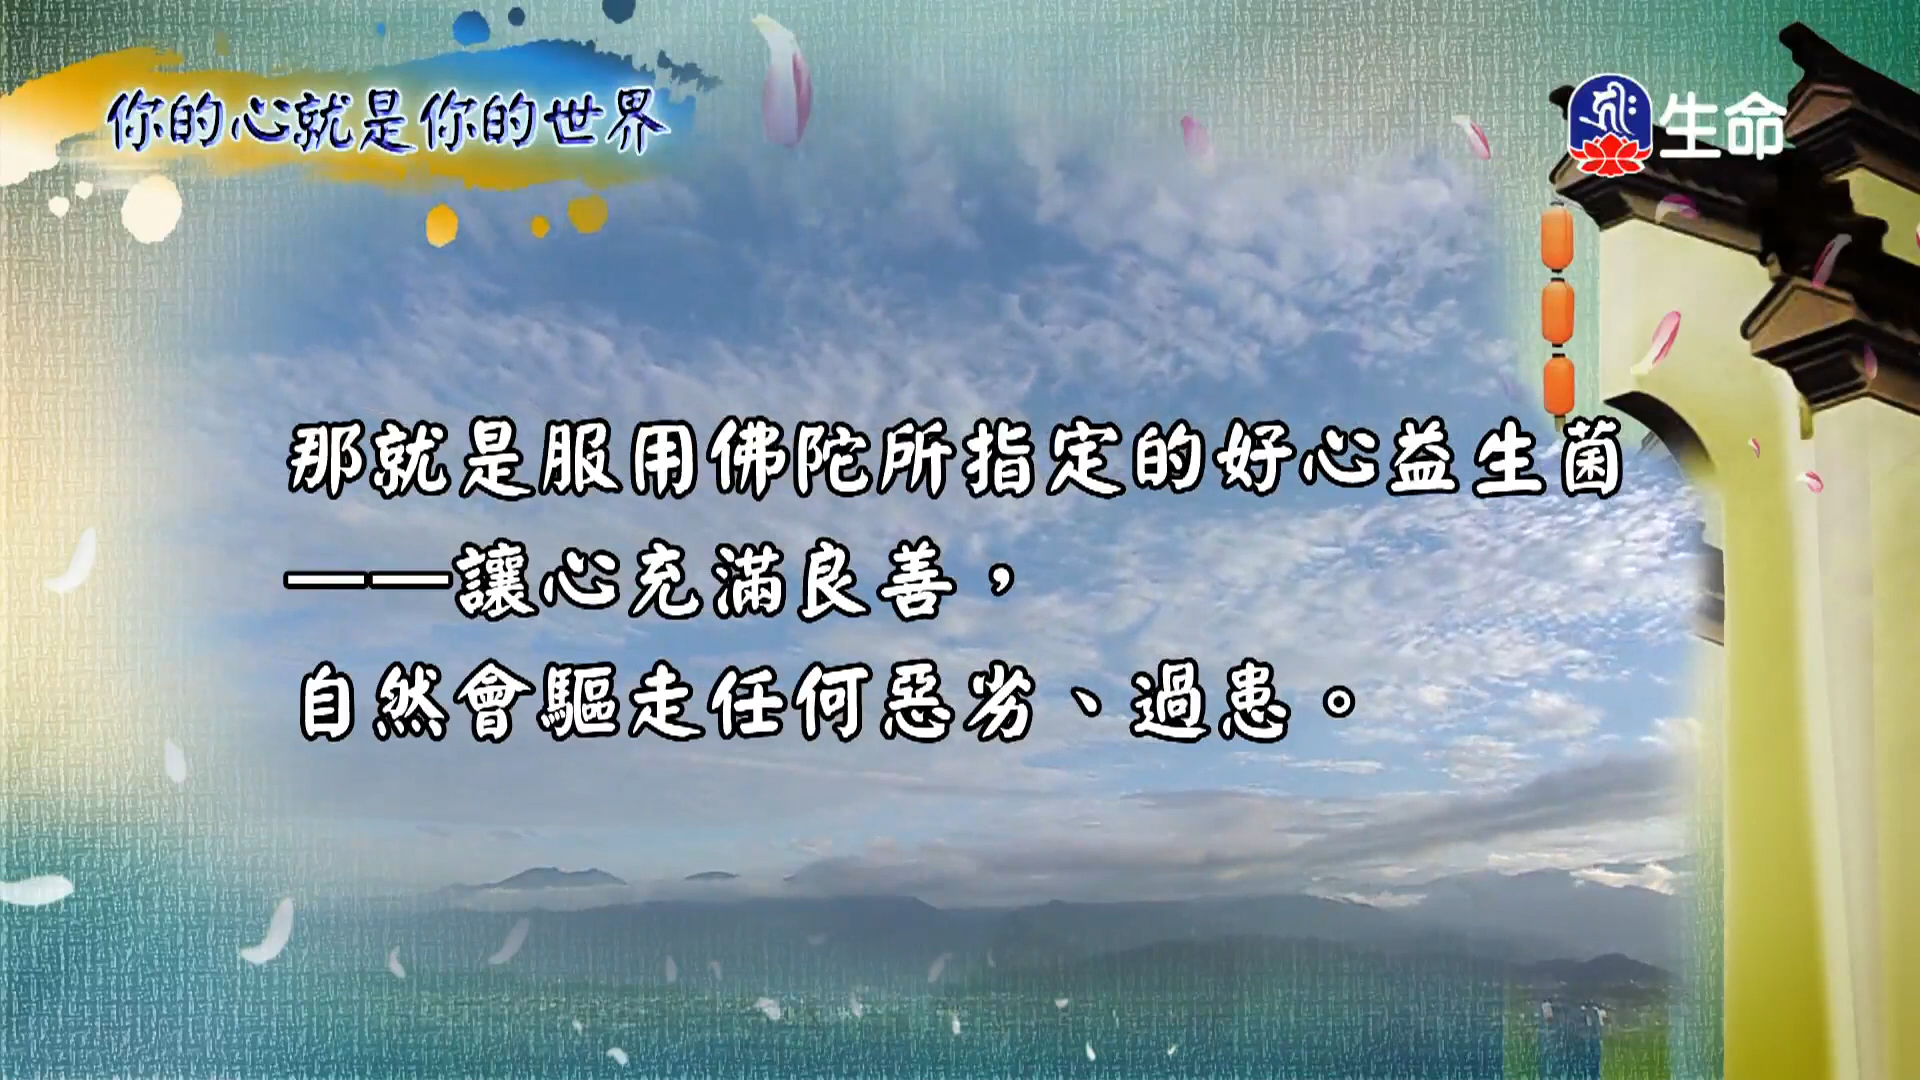 你的心就是你的世界
生命
那就是服用佛陀所指定的好心益生菌
——讓心充滿良善，
自然會驅走任何惡劣、過患。